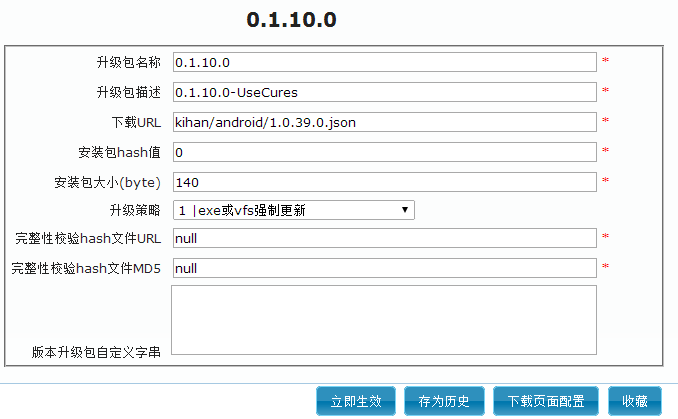 0.1.10.0
升级包名称 0.1.10.0 *
升级包描述 0.1.10.0-UseCures *
下载URL kihan/android/1.0.39.0.json *
安装包hash值 0 *
安装包大小(byte) 140 *
升级策略 1 |exe或vfs强制更新
完整性校验hash文件URL null *
完整性校验hash文件MD5 null *
版本升级包自定义字串
立即生效 存为历史 下载页面配置 收藏